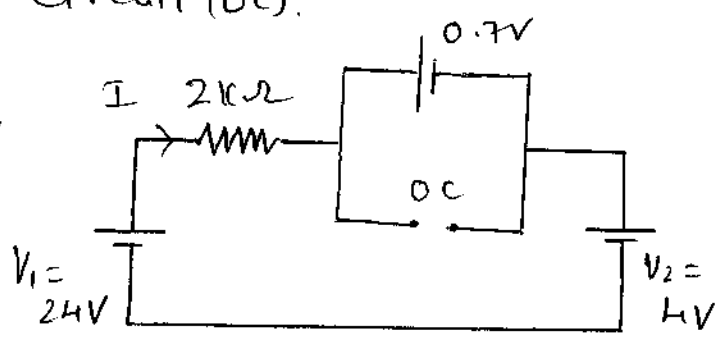 Circuit (OC).
0.7V
I 2KΩ
OC
V₁ =
24V
V₂ =
4V